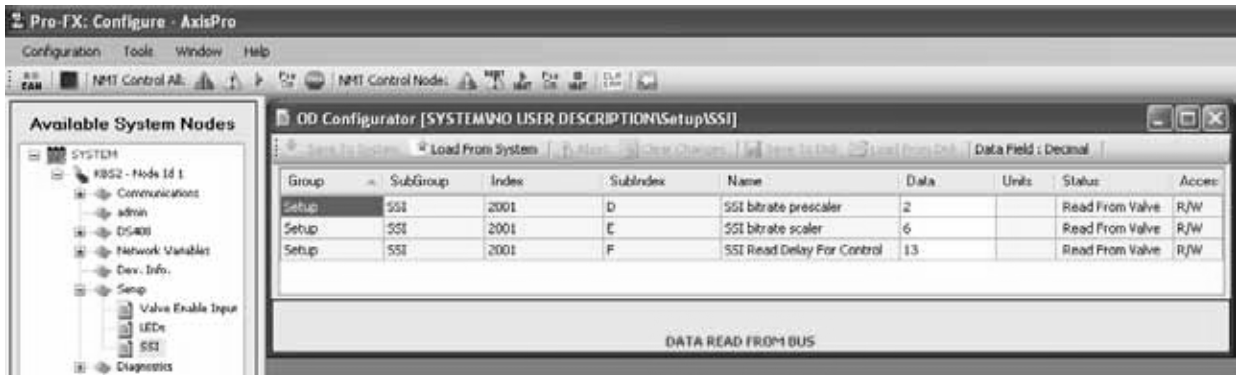 Pro-FX: Configure - AxisPro
Configuration Tools Window Help
NMT Control All: NMT Control Node:
Available System Nodes
SYSTEM
KBS2 - Node Id 1
Communications
admin
DS408
Network Variables
Dev. Info.
Setup
Valve Enable Input
LEDs
SSI
Diagnostics
OD Configurator [SYSTEM\NO USER DESCRIPTION\Setup\SSI]
Save To System Load From System Abort Clear Changes Save To Disk Load From Disk Data Field : Decimal
Group SubGroup Index SubIndex Name Data Units Status Acces
Setup SSI 2001 D SSI bitrate prescaler 2 Read From Valve R/W
Setup SSI 2001 E SSI bitrate scaler 6 Read From Valve R/W
Setup SSI 2001 F SSI Read Delay For Control 13 Read From Valve R/W
DATA READ FROM BUS